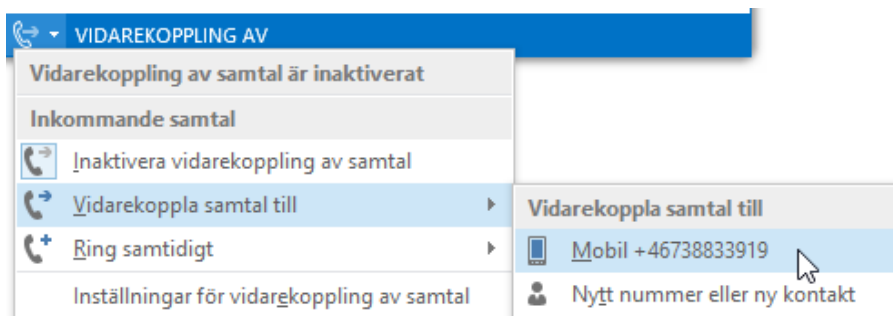 VIDAREKOPPLING AV
Vidarekoppling av samtal är inaktiverat
Inkommande samtal
Inaktivera vidarekoppling av samtal
Vidarekoppla samtal till
Ring samtidigt
Inställningar för vidarekoppling av samtal
Vidarekoppla samtal till
Mobil +46738833919
Nytt nummer eller ny kontakt